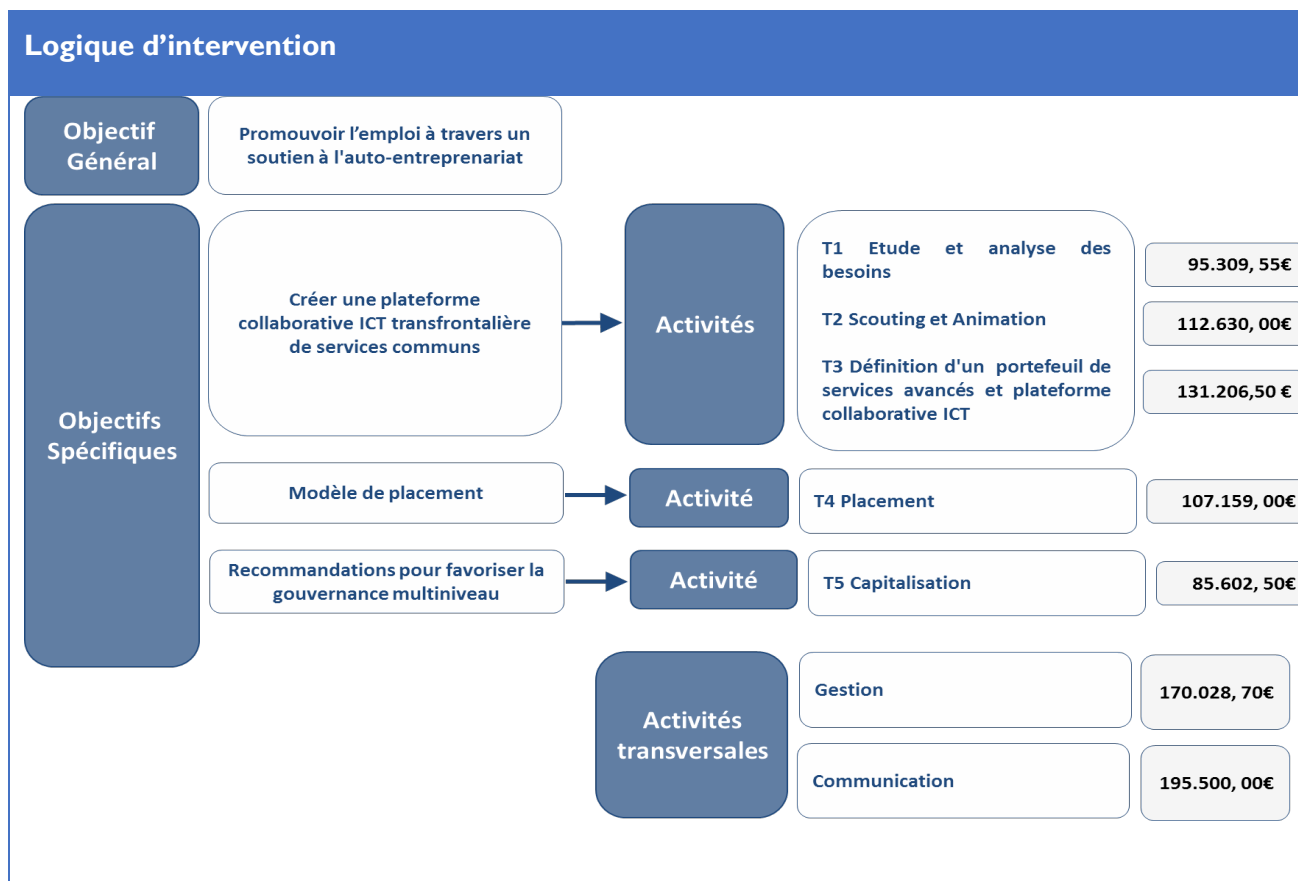 Logique d’intervention
Objectif
Général
Promouvoir l’emploi à travers un
soutien à l'auto-entreprenariat
Objectifs
Spécifiques
Créer une plateforme
collaborative ICT transfrontalière
de services communs
Activités
T1 Etude et analyse des
besoins
95.309, 55€
T2 Scouting et Animation
112.630, 00€
T3 Définition d'un portefeuil de
services avancés et plateforme
collaborative ICT
131.206,50 €
Modèle de placement
Activité
T4 Placement
107.159, 00€
Recommandations pour favoriser la
gouvernance multiniveau
Activité
T5 Capitalisation
85.602, 50€
Activités
transversales
Gestion
170.028, 70€
Communication
195.500, 00€